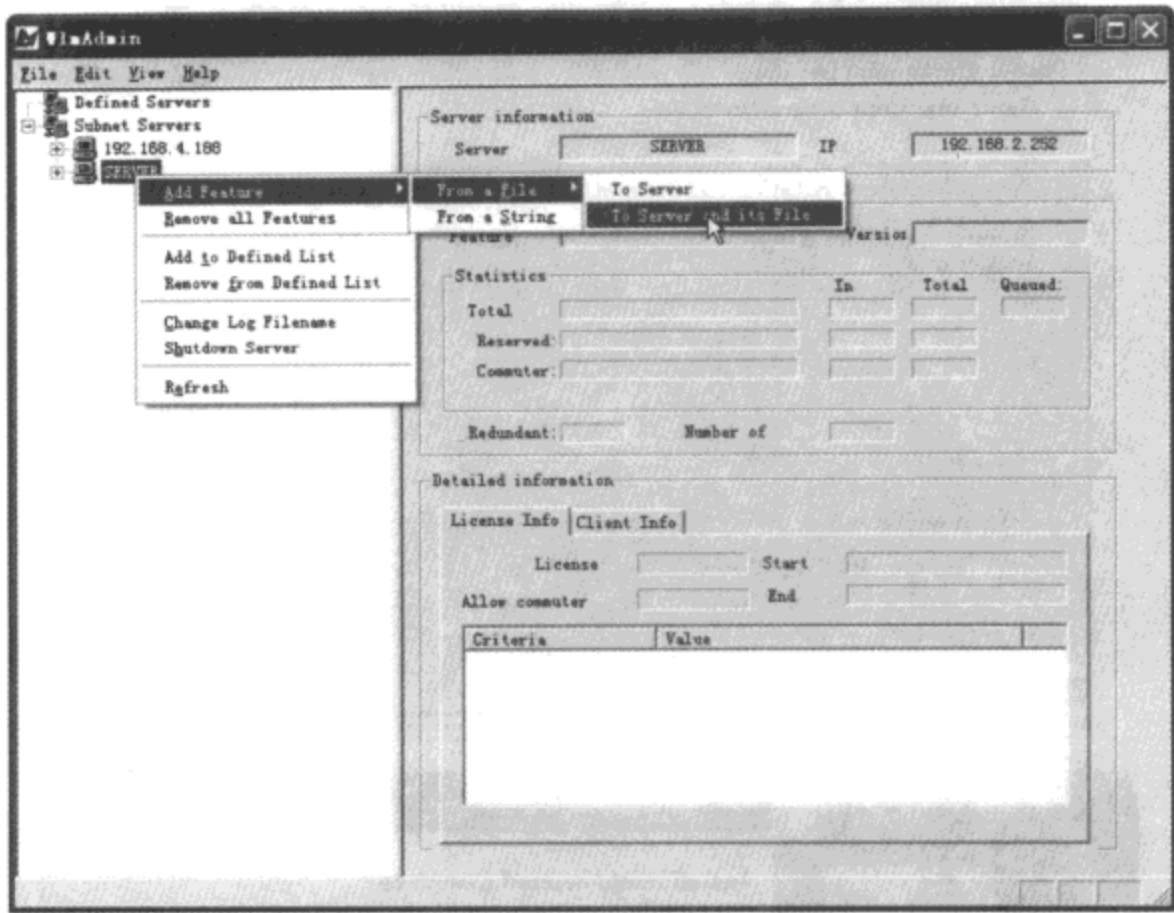 WlmAdmin
File Edit View Help
Defined Servers
Subnet Servers
192.168.4.188
SERVER
Add Feature
Remove all Features
Add to Defined List
Remove from Defined List
Change Log Filename
Shutdown Server
Refresh
From a File
From a String
To Server
To Server and its File
Server information
Server SERVER IP 192.168.2.252
Feature Version
Statistics
In Total Queued:
Total
Reserved:
Commuter:
Redundant: Number of
Detailed information
License Info Client Info
License Start
Allow commuter End
Criteria Value